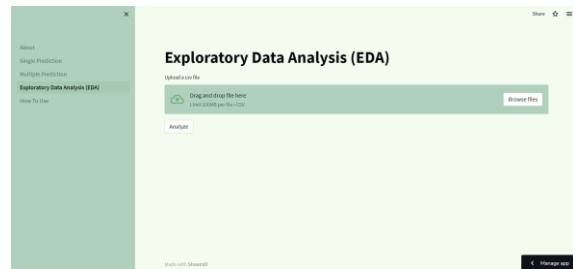 Share
About
Single Prediction
Multiple Prediction
Exploratory Data Analysis (EDA)
How To Use
Exploratory Data Analysis (EDA)
Upload a csv file
Drag and drop file here
Limit 200MB per file • CSV
Browse files
Analyze
Made with Streamlit
Manage app